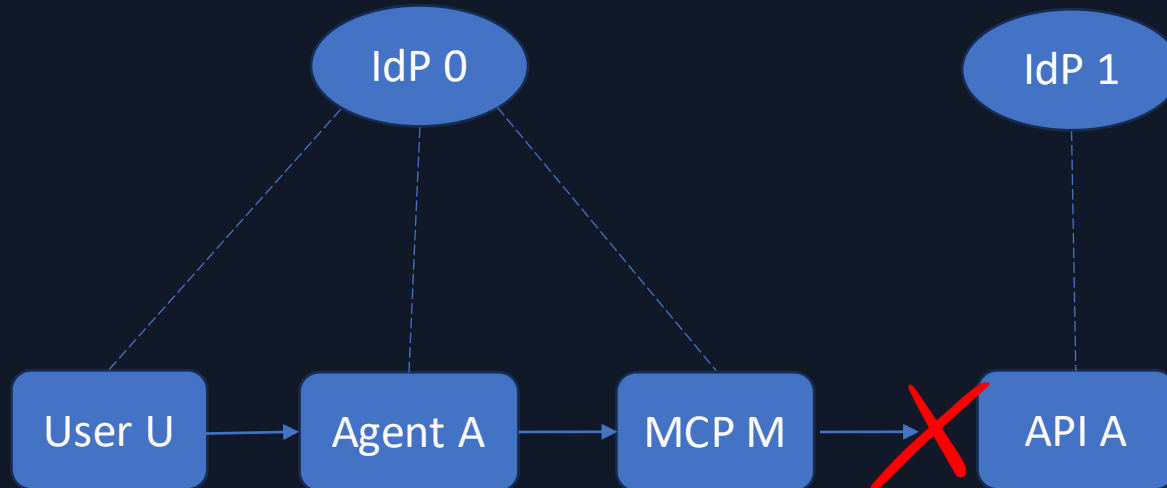 IdP 0
IdP 1
User U
Agent A
MCP M
API A